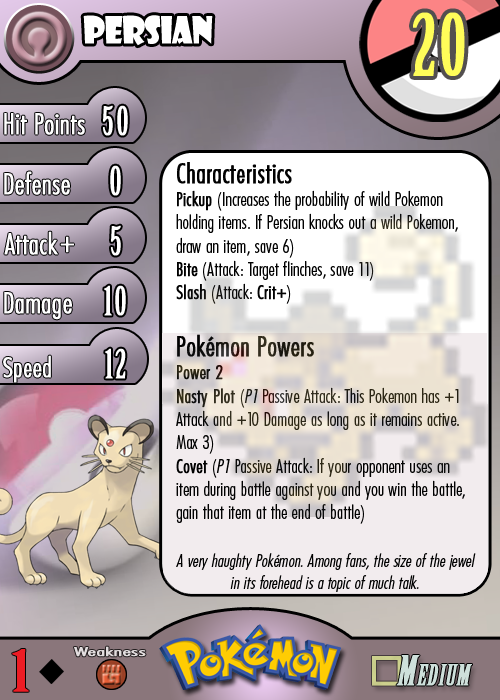 PERSIAN
20
Hit Points 50
Defense 0
Attack+ 5
Damage 10
Speed 12
Characteristics
Pickup (Increases the probability of wild Pokemon
holding items. If Persian knocks out a wild Pokemon,
draw an item, save 6)
Bite (Attack: Target flinches, save 11)
Slash (Attack: Crit+)
Pokémon Powers
Power 2
Nasty Plot (P1 Passive Attack: This Pokemon has +1
Attack and +10 Damage as long as it remains active.
Max 3)
Covet (P1 Passive Attack: If your opponent uses an
item during battle against you and you win the battle,
gain that item at the end of battle)
A very haughty Pokémon. Among fans, the size of the jewel
in its forehead is a topic of much talk.
1
Weakness
POKéMON
MEDIUM